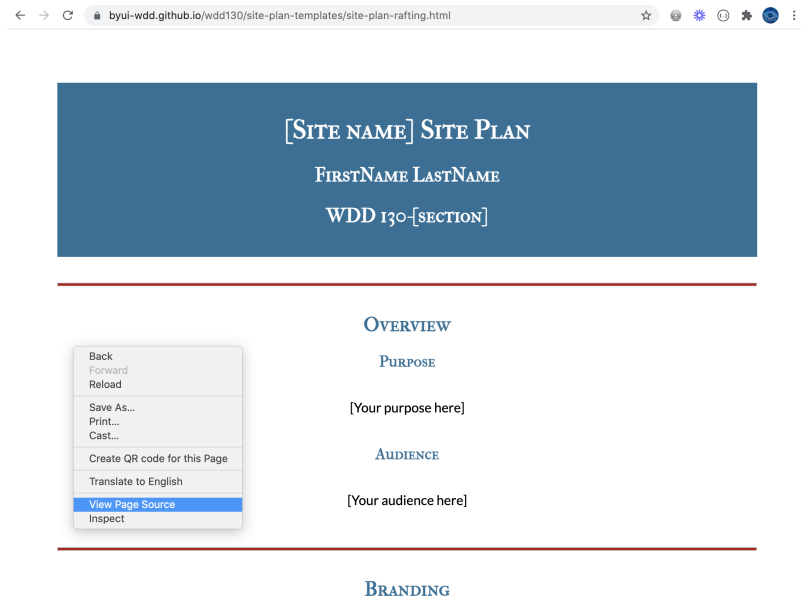 byui-wdd.github.io/wdd130/site-plan-templates/site-plan-rafting.html
[Site name] Site Plan
FirstName LastName
WDD 130-[section]
Overview
Purpose
[Your purpose here]
Audience
[Your audience here]
Back
Forward
Reload
Save As...
Print...
Cast...
Create QR code for this Page
Translate to English
View Page Source
Inspect
Branding